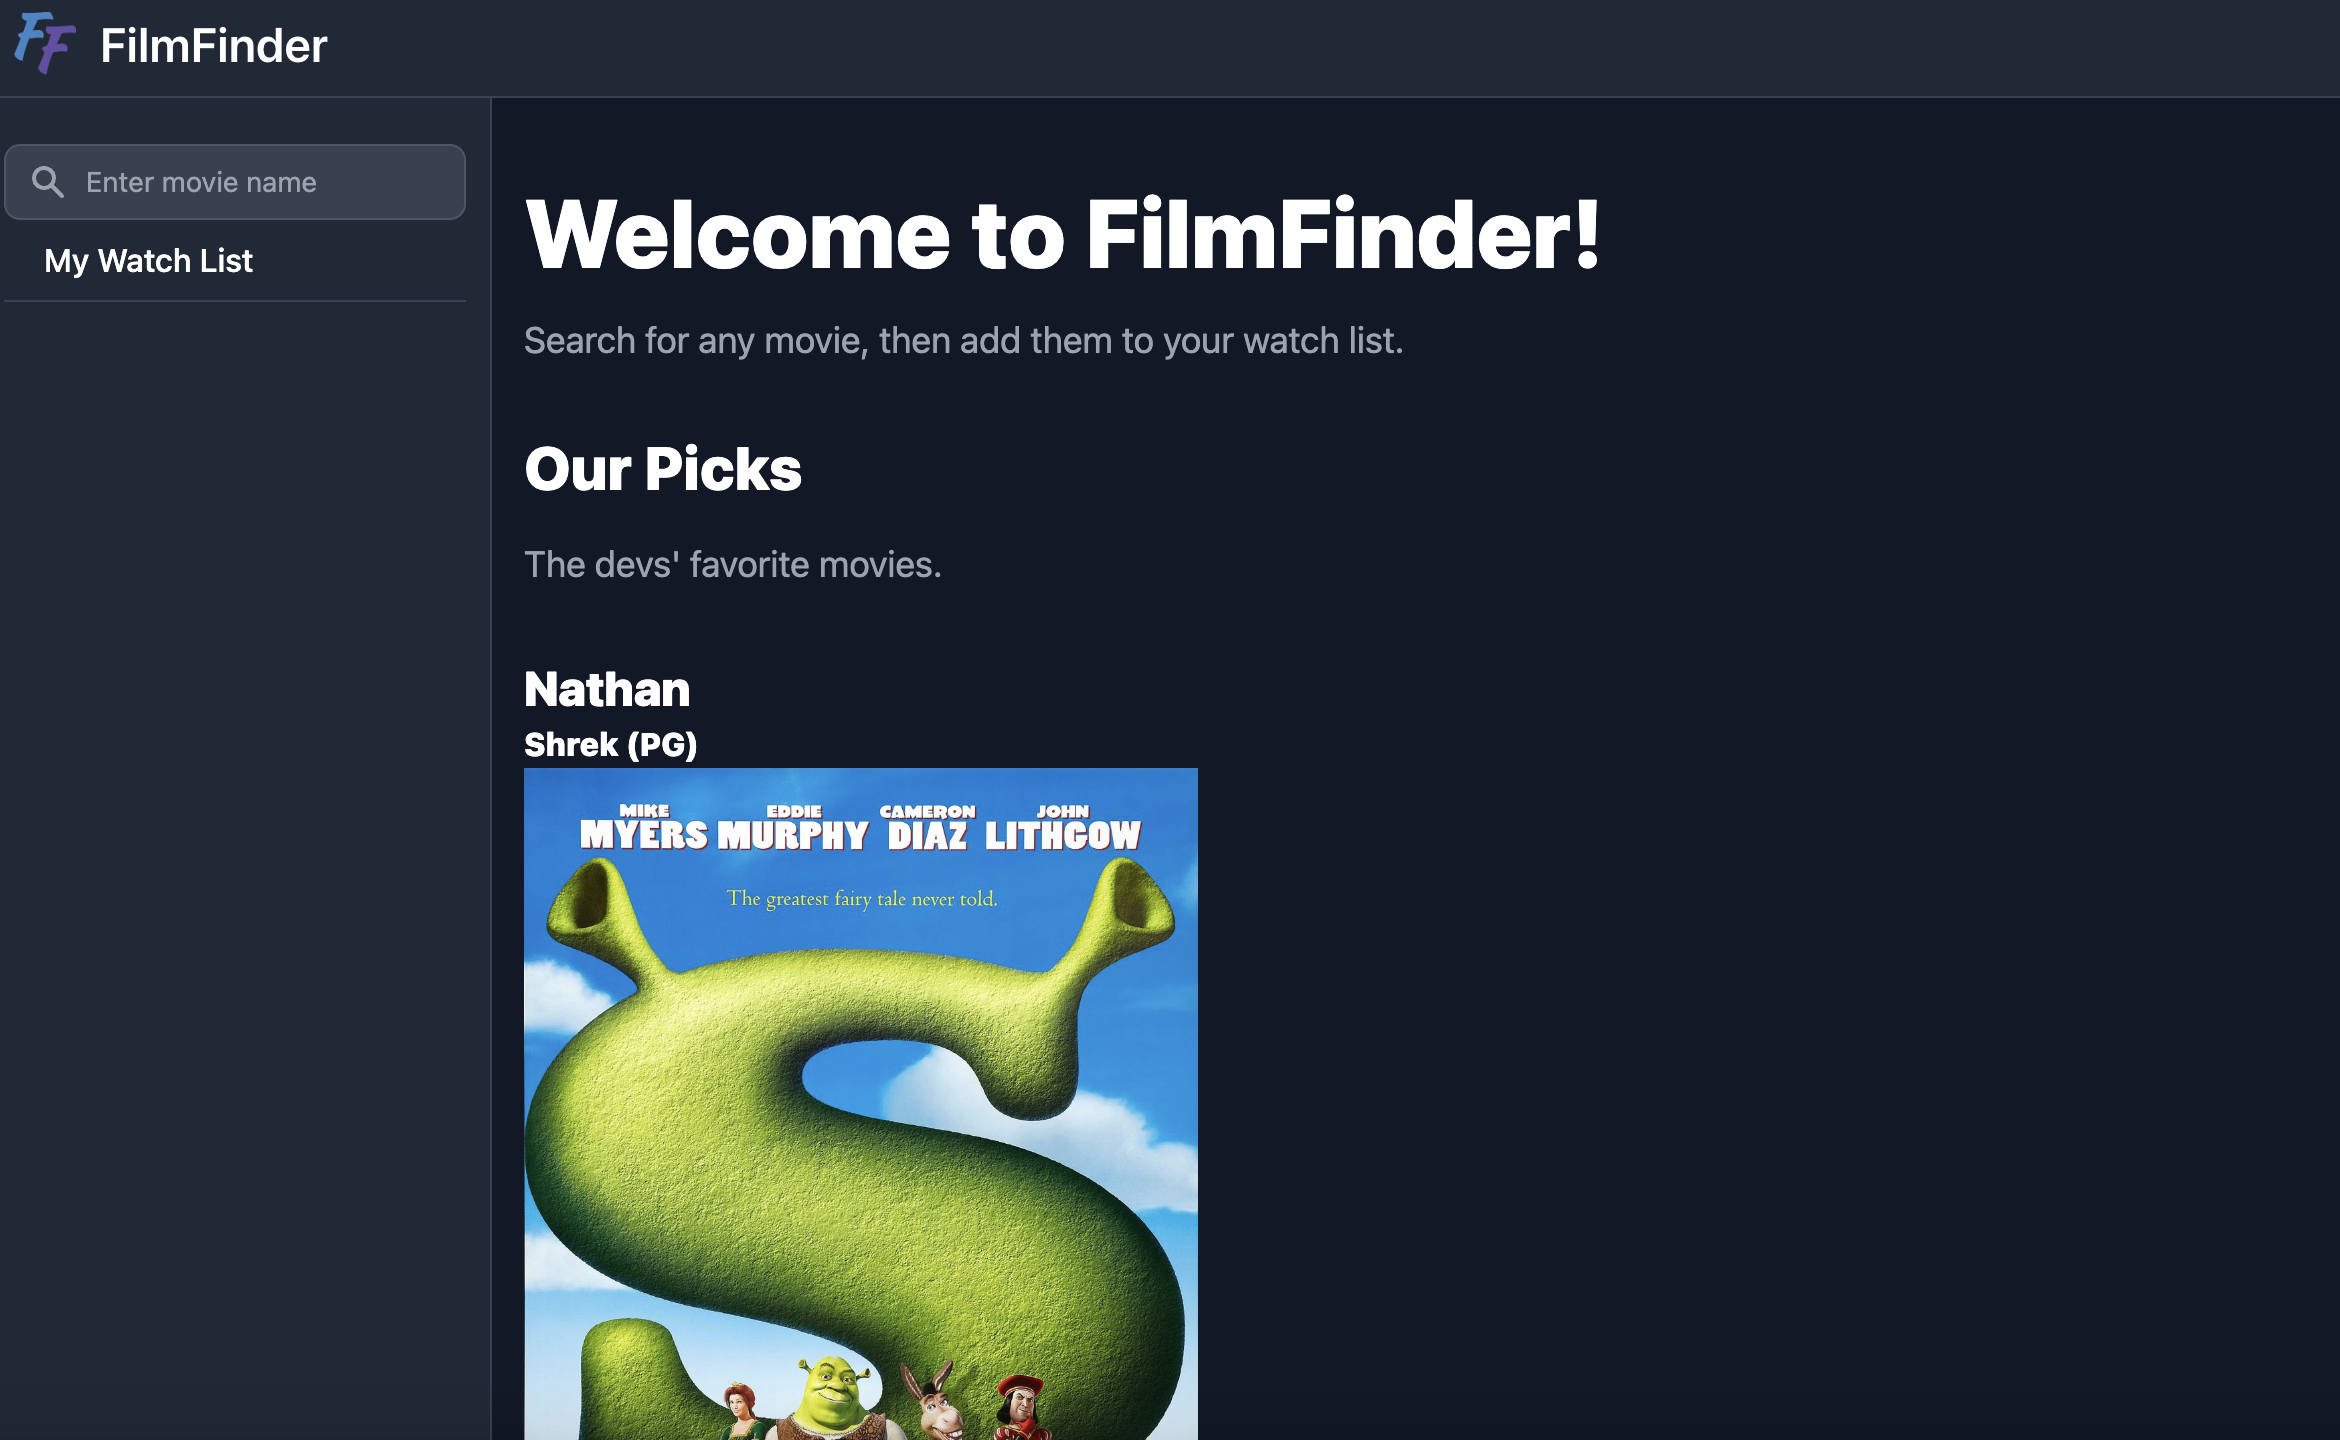 FF FilmFinder
Enter movie name
My Watch List
Welcome to FilmFinder!
Search for any movie, then add them to your watch list.
Our Picks
The devs' favorite movies.
Nathan
Shrek (PG)
MIKE EDDIE CAMERON JOHN
MYERS MURPHY DIAZ LITHGOW
The greatest fairy tale never told.